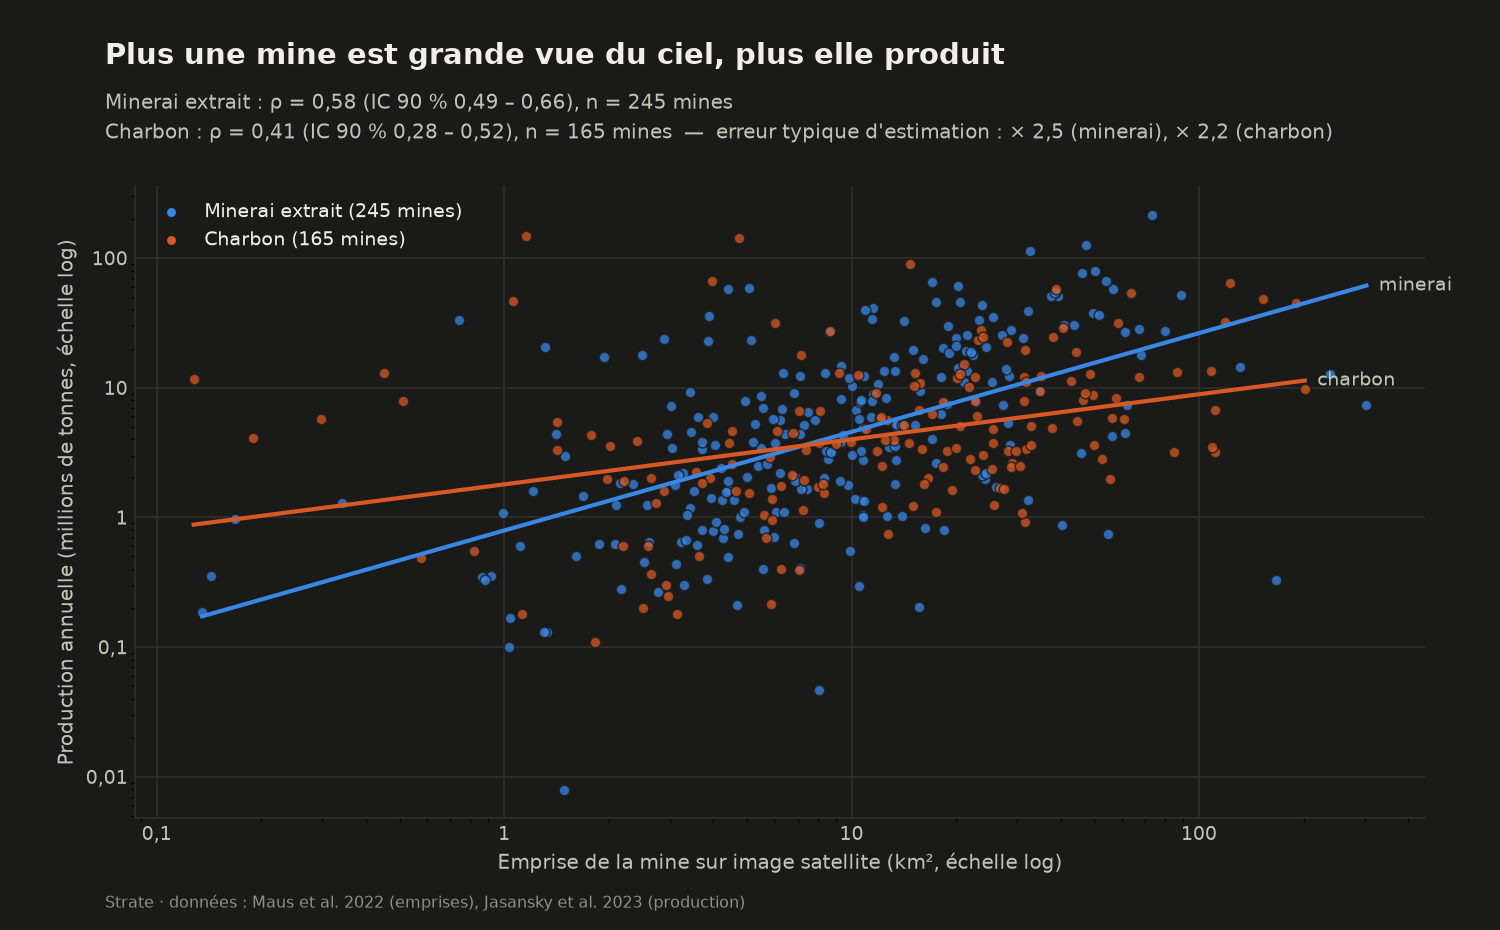 Plus une mine est grande vue du ciel, plus elle produit
Minerai extrait : ρ = 0,58 (IC 90 % 0,49 – 0,66), n = 245 mines
Charbon : ρ = 0,41 (IC 90 % 0,28 – 0,52), n = 165 mines — erreur typique d'estimation : × 2,5 (minerai), × 2,2 (charbon)
Minerai extrait (245 mines)
Charbon (165 mines)
Production annuelle (millions de tonnes, échelle log)
100
10
1
0,1
0,01
minerai
charbon
0,1
1
10
100
Emprise de la mine sur image satellite (km², échelle log)
Strate · données : Maus et al. 2022 (emprises), Jasansky et al. 2023 (production)